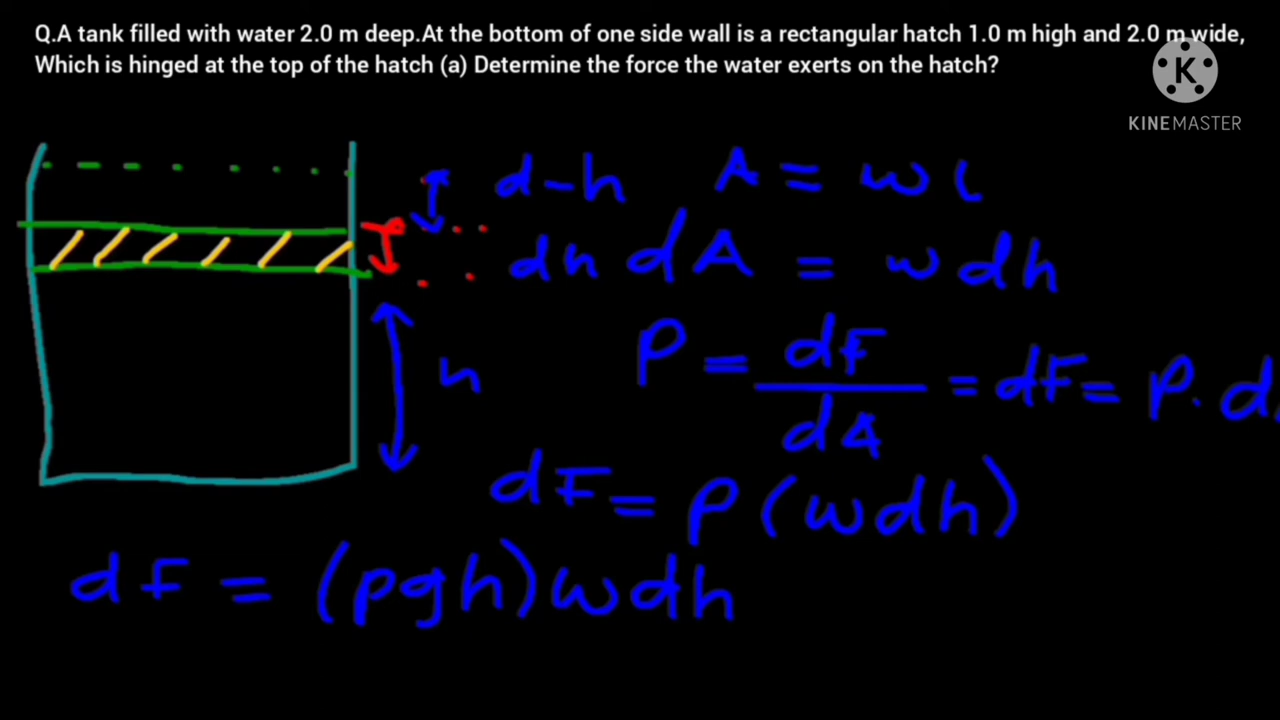 Q.A tank filled with water 2.0 m deep.At the bottom of one side wall is a rectangular hatch 1.0 m high and 2.0 m wide,
Which is hinged at the top of the hatch (a) Determine the force the water exerts on the hatch?
K
KINEMASTER
d-h A = wl
dh dA = wdh
P = dF/dA = dF = P.d
h
dF = P(wdh)
dF = (ρgh)wdh